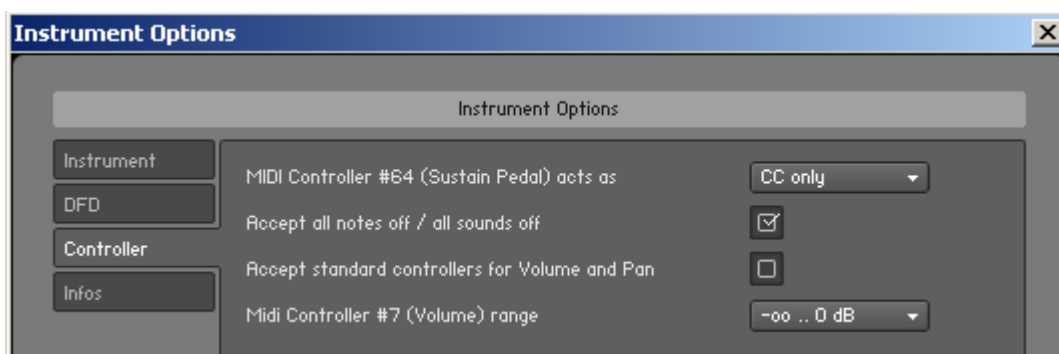 Instrument Options
Instrument Options
Instrument
DFD
Controller
Infos
MIDI Controller #64 (Sustain Pedal) acts as CC only
Accept all notes off / all sounds off
Accept standard controllers for Volume and Pan
Midi Controller #7 (Volume) range -oo .. 0 dB